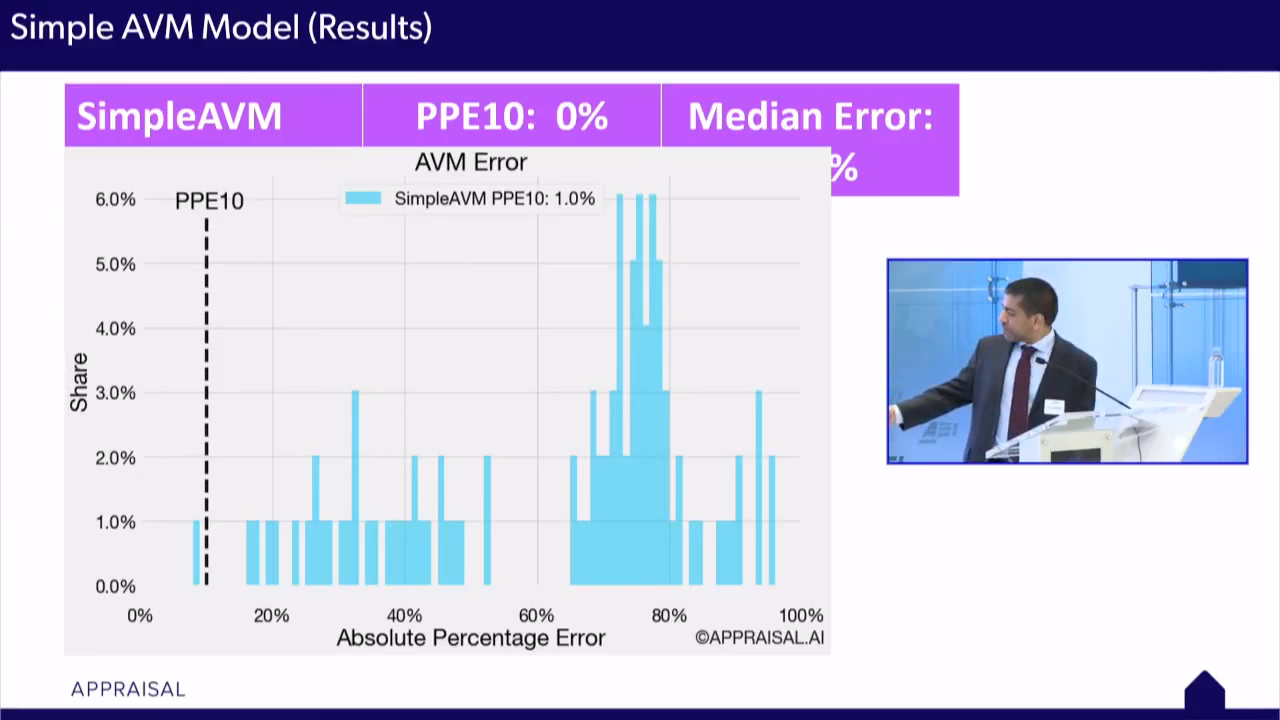 Simple AVM Model (Results)
SimpleAVM
PPE10: 0%
Median Error:
%
AVM Error
PPE10
SimpleAVM PPE10: 1.0%
6.0%
5.0%
4.0%
3.0%
2.0%
1.0%
0.0%
Share
0%
20%
40%
60%
80%
100%
Absolute Percentage Error
©APPRAISAL.AI
APPRAISAL